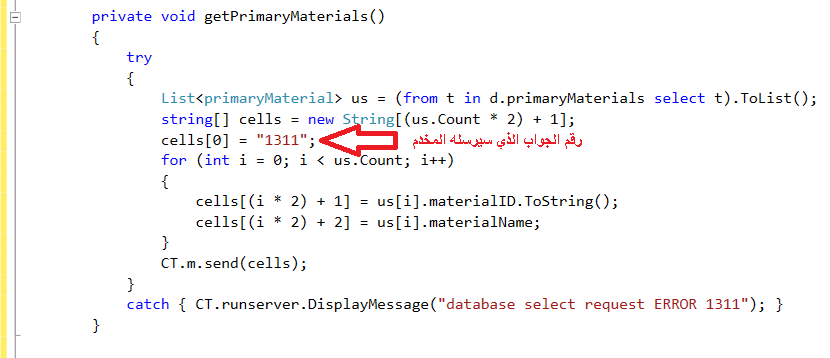 private void getPrimaryMaterials()
{
try
{
List<primaryMaterial> us = (from t in d.primaryMaterials select t).ToList();
string[] cells = new String[(us.Count * 2) + 1];
cells[0] = "1311"; رقم الجواب الذي سيرسله المخدم
for (int i = 0; i < us.Count; i++)
{
cells[(i * 2) + 1] = us[i].materialID.ToString();
cells[(i * 2) + 2] = us[i].materialName;
}
CT.m.send(cells);
}
catch { CT.runserver.DisplayMessage("database select request ERROR 1311"); }
}